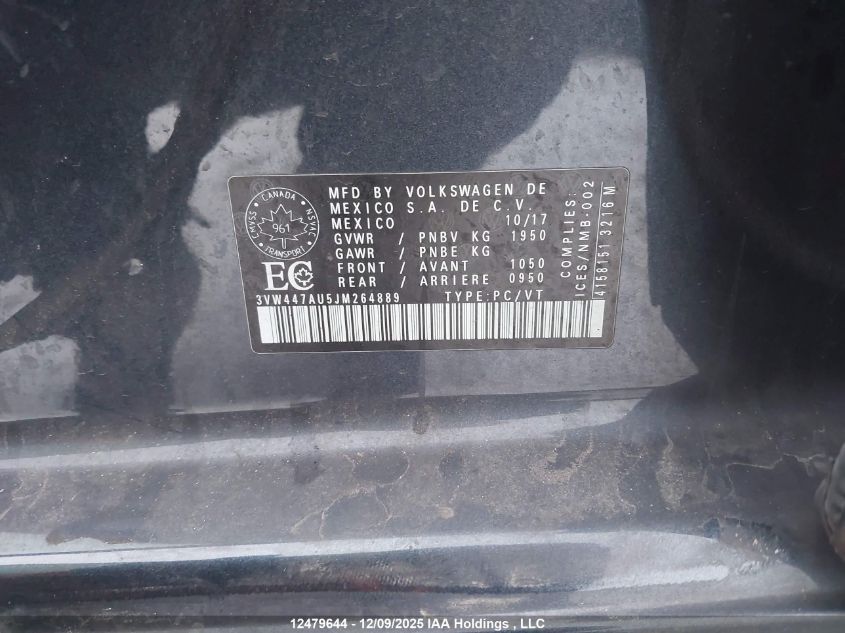 CANADA
CMVSS
NSVAC
961
TRANSPORT
MFD BY VOLKSWAGEN DE
MEXICO S.A. DE C.V.
MEXICO 10/17
GVWR / PNBV KG 1950
GAWR / PNBE KG
FRONT / AVANT 1050
REAR / ARRIERE 0950
EC
3VW447AU5JM264889 TYPE:PC/VT
COMPLIES:
ICES/NMB-002
4168151 3216 M
12479644 - 12/09/2025 IAA Holdings , LLC